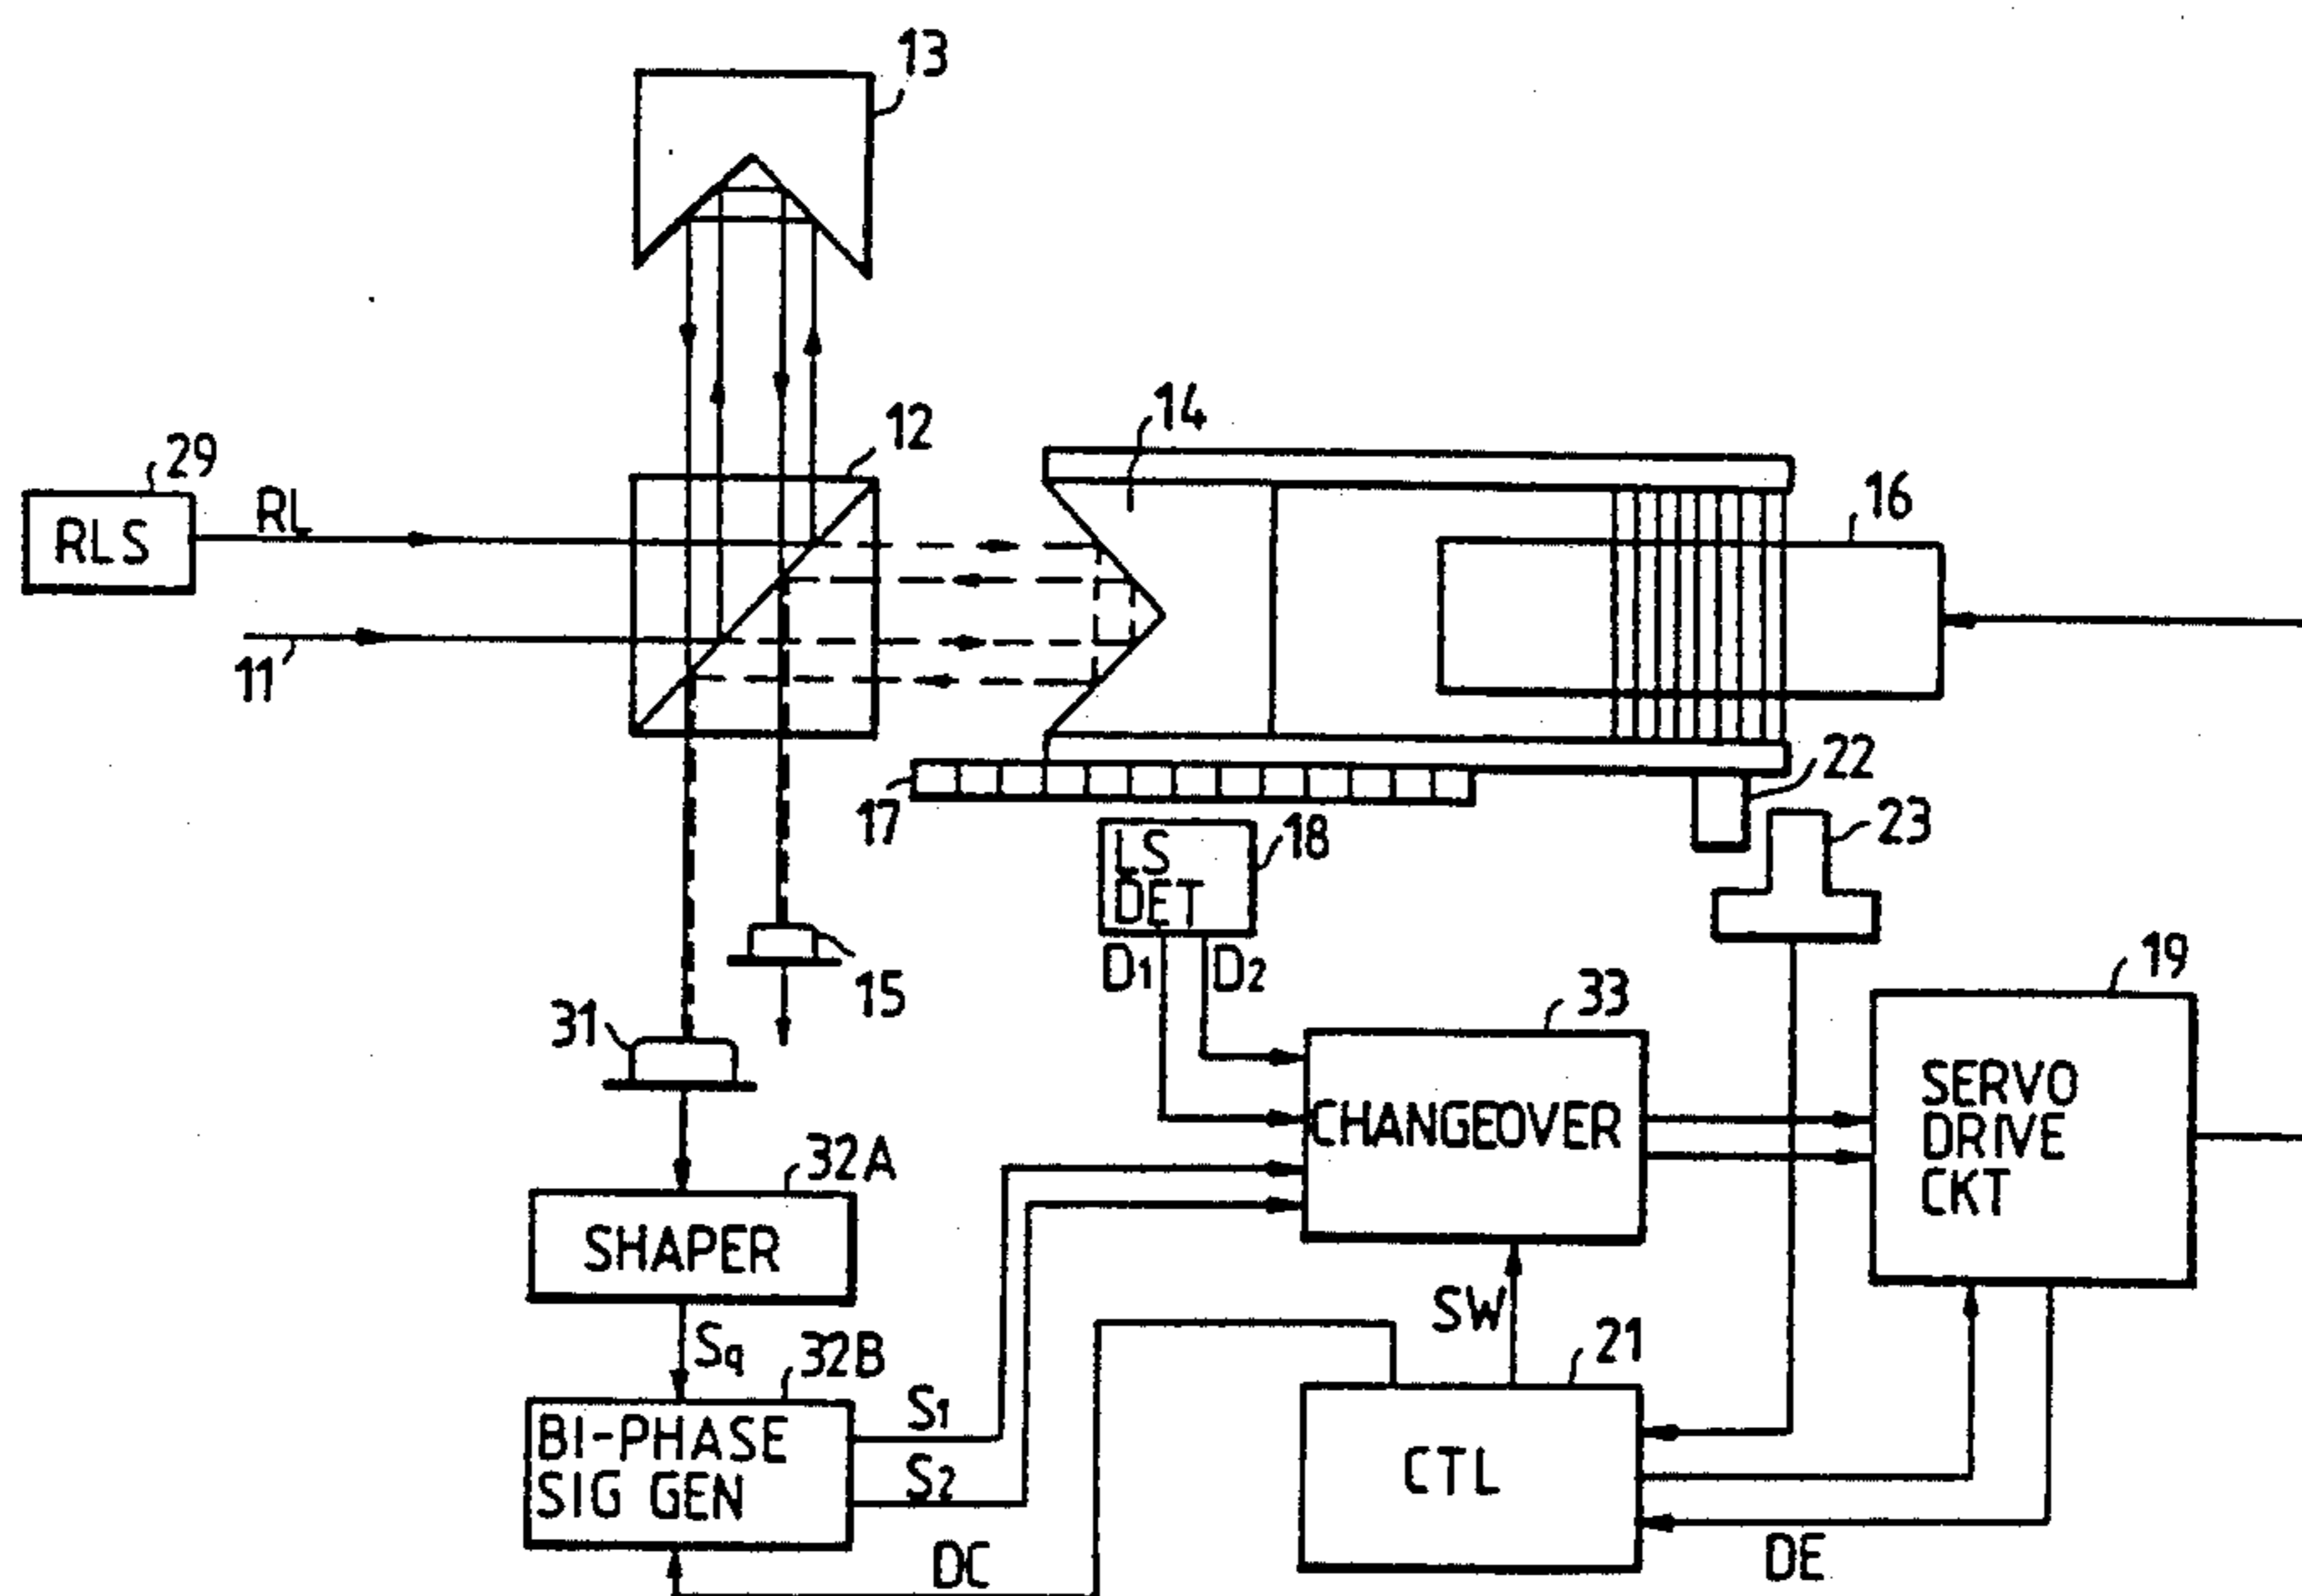 13
12
14
29
RL
RLS
16
11
22
17
18
23
LS
DET
D1
D2
15
19
31
33
SERVO
DRIVE
CKT
CHANGEOVER
32A
SHAPER
SW
21
Sq
32B
S1
BI-PHASE
SIG GEN
S2
CTL
DC
DE